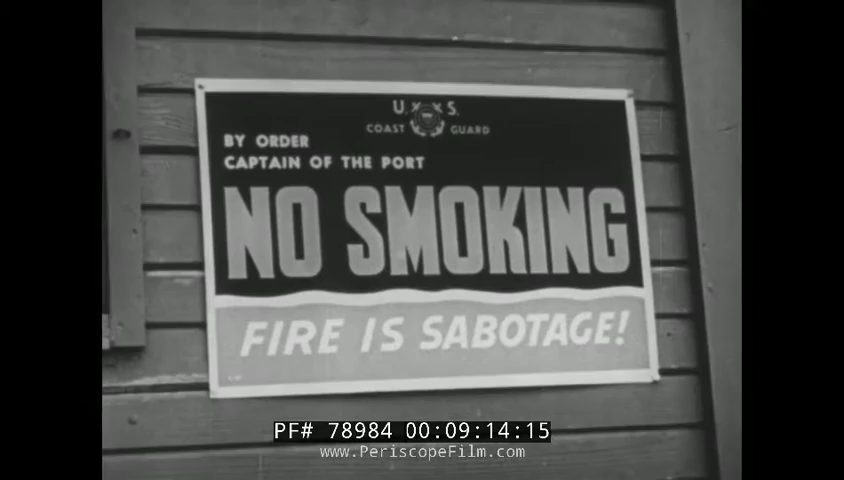 U. S.
COAST GUARD
BY ORDER
CAPTAIN OF THE PORT
NO SMOKING
FIRE IS SABOTAGE!
PF# 78984 00:09:14:15
www.PeriscopeFilm.com